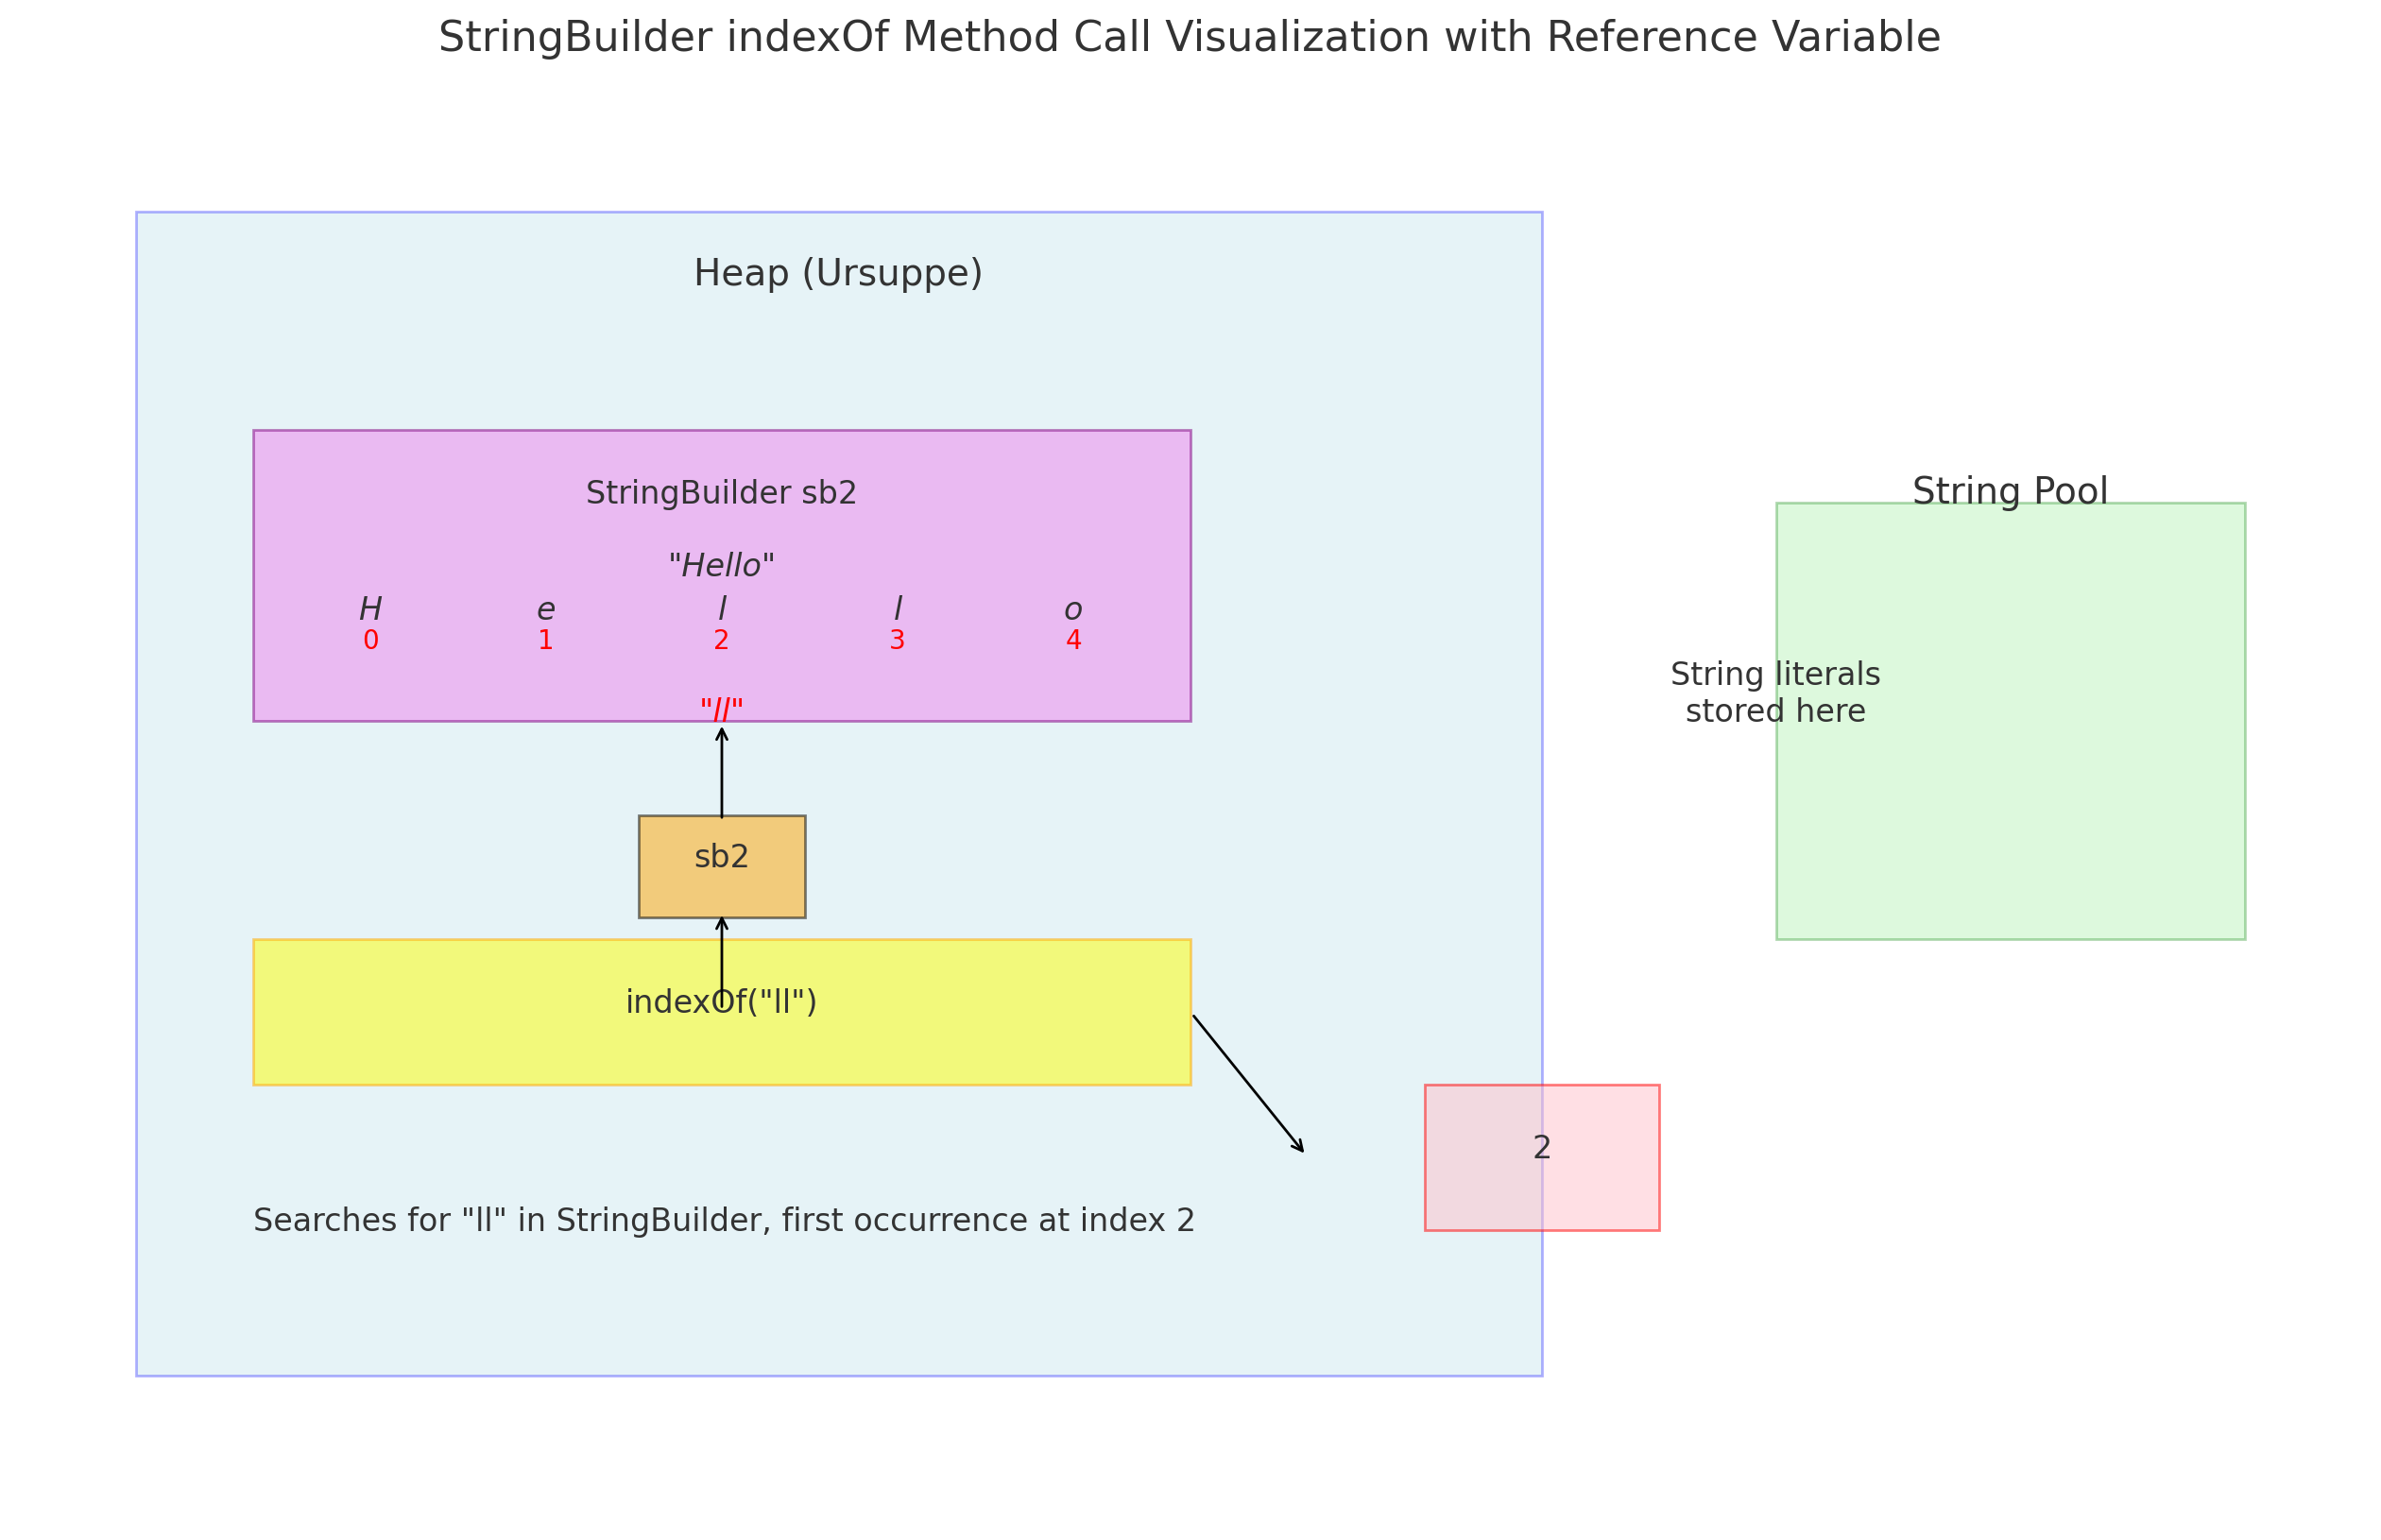 StringBuilder indexOf Method Call Visualization with Reference Variable
Heap (Ursuppe)
StringBuilder sb2
"Hello"
H e l l o
0 1 2 3 4
"ll"
sb2
indexOf("ll")
2
Searches for "ll" in StringBuilder, first occurrence at index 2
String Pool
String literals
stored here